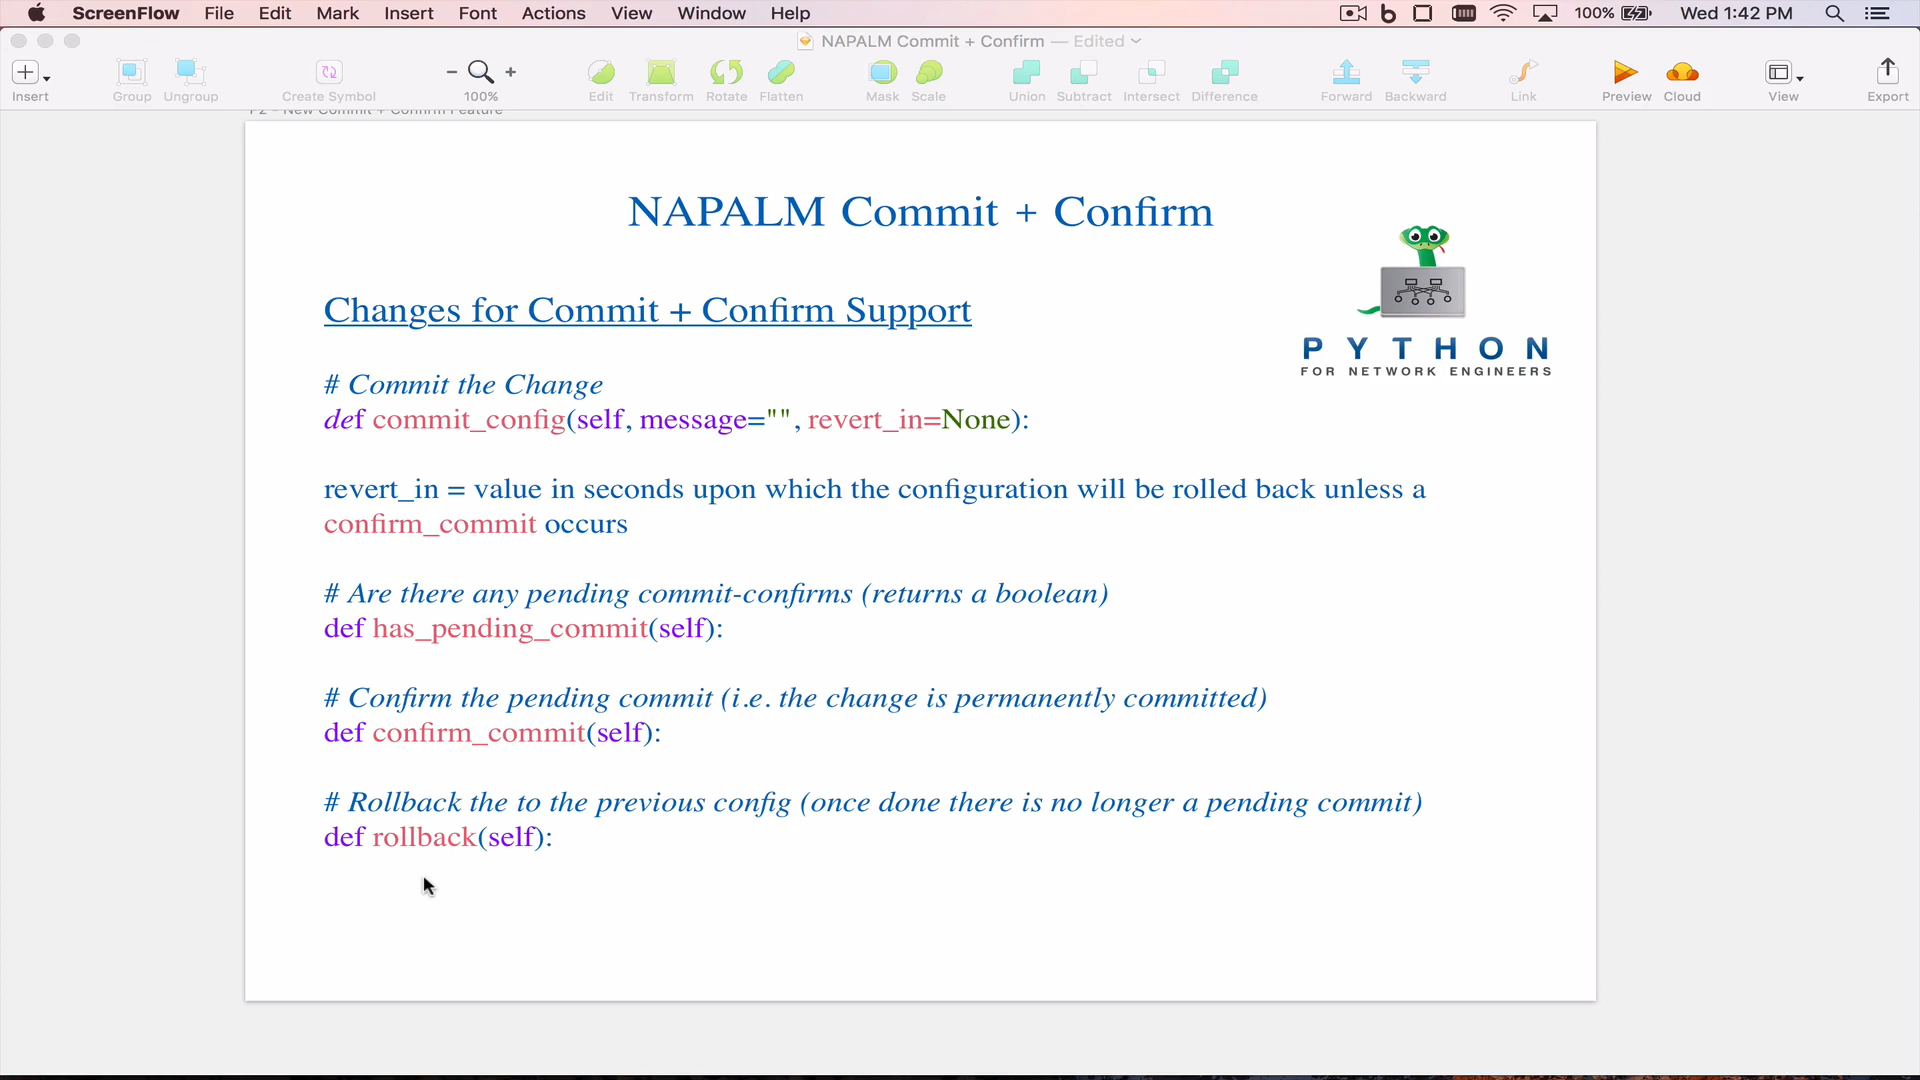 ScreenFlow File Edit Mark Insert Font Actions View Window Help 100% Wed 1:42 PM
NAPALM Commit + Confirm — Edited
Insert Group Ungroup Create Symbol 100% Edit Transform Rotate Flatten Mask Scale Union Subtract Intersect Difference Forward Backward Link Preview Cloud View Export
New Commit + Confirm Feature
NAPALM Commit + Confirm
Changes for Commit + Confirm Support
PYTHON
FOR NETWORK ENGINEERS
# Commit the Change
def commit_config(self, message="", revert_in=None):
revert_in = value in seconds upon which the configuration will be rolled back unless a
confirm_commit occurs
# Are there any pending commit-confirms (returns a boolean)
def has_pending_commit(self):
# Confirm the pending commit (i.e. the change is permanently committed)
def confirm_commit(self):
# Rollback the to the previous config (once done there is no longer a pending commit)
def rollback(self):